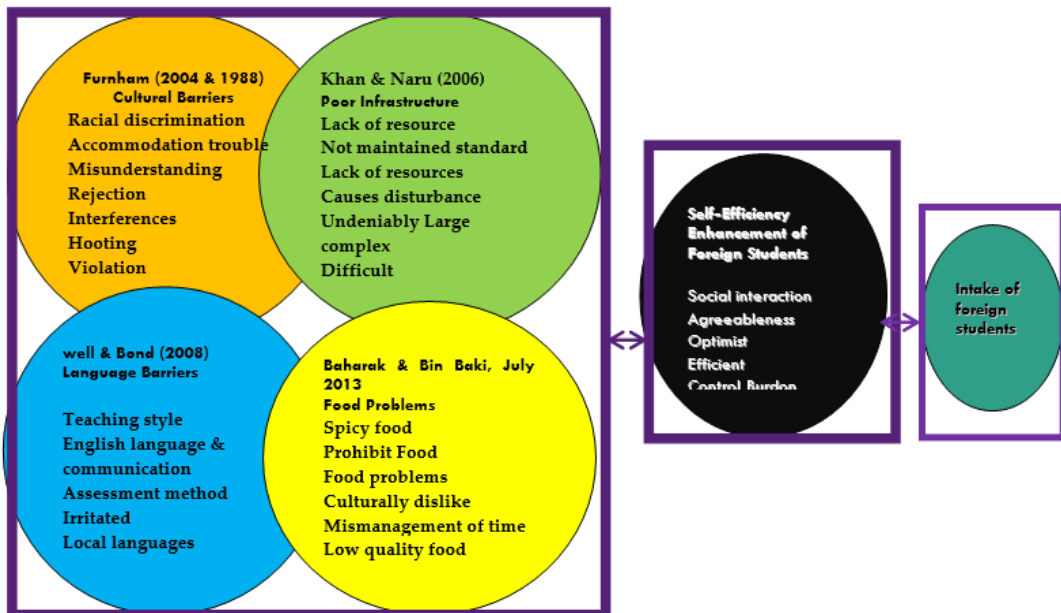 Furnham (2004 & 1988)
Cultural Barriers
Racial discrimination
Accommodation trouble
Misunderstanding
Rejection
Interferences
Hooting
Violation
Khan & Naru (2006)
Poor Infrastructure
Lack of resource
Not maintained standard
Lack of resources
Causes disturbance
Undeniably Large
complex
Difficult
well & Bond (2008)
Language Barriers
Teaching style
English language &
communication
Assessment method
Irritated
Local languages
Baharak & Bin Baki, July
2013
Food Problems
Spicy food
Prohibit Food
Food problems
Culturally dislike
Mismanagement of time
Low quality food
Self-Efficiency
Enhancement of
Foreign Students
Social interaction
Agreeableness
Optimist
Efficient
Control Burdon
Intake of
foreign
students